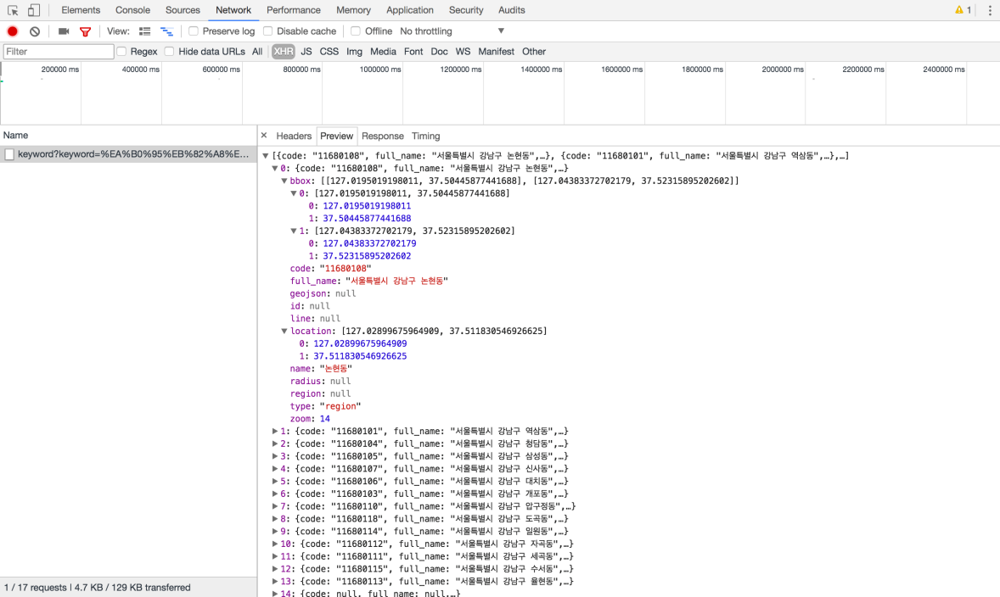 Elements Console Sources Network Performance Memory Application Security Audits 1
View: Preserve log Disable cache Offline No throttling
Filter Regex Hide data URLs All XHR JS CSS Img Media Font Doc WS Manifest Other
200000 ms 400000 ms 600000 ms 800000 ms 1000000 ms 1200000 ms 1400000 ms 1600000 ms 1800000 ms 2000000 ms 2200000 ms 2400000 ms
Name
keyword?keyword=%EA%B0%95%EB%82%A8%E...
× Headers Preview Response Timing
[{code: "11680108", full_name: "서울특별시 강남구 논현동",…}, {code: "11680101", full_name: "서울특별시 강남구 역삼동",…},…]
0: {code: "11680108", full_name: "서울특별시 강남구 논현동",…}
bbox: [[127.0195019198011, 37.50445877441688], [127.04383372702179, 37.52315895202602]]
0: [127.0195019198011, 37.50445877441688]
0: 127.0195019198011
1: 37.50445877441688
1: [127.04383372702179, 37.52315895202602]
0: 127.04383372702179
1: 37.52315895202602
code: "11680108"
full_name: "서울특별시 강남구 논현동"
geojson: null
id: null
line: null
location: [127.02899675964909, 37.511830546926625]
0: 127.02899675964909
1: 37.511830546926625
name: "논현동"
radius: null
region: null
type: "region"
zoom: 14
1: {code: "11680101", full_name: "서울특별시 강남구 역삼동",…}
2: {code: "11680104", full_name: "서울특별시 강남구 청담동",…}
3: {code: "11680105", full_name: "서울특별시 강남구 삼성동",…}
4: {code: "11680107", full_name: "서울특별시 강남구 신사동",…}
5: {code: "11680106", full_name: "서울특별시 강남구 대치동",…}
6: {code: "11680103", full_name: "서울특별시 강남구 개포동",…}
7: {code: "11680110", full_name: "서울특별시 강남구 압구정동",…}
8: {code: "11680118", full_name: "서울특별시 강남구 도곡동",…}
9: {code: "11680114", full_name: "서울특별시 강남구 일원동",…}
10: {code: "11680112", full_name: "서울특별시 강남구 자곡동",…}
11: {code: "11680111", full_name: "서울특별시 강남구 세곡동",…}
12: {code: "11680115", full_name: "서울특별시 강남구 수서동",…}
13: {code: "11680113", full_name: "서울특별시 강남구 율현동",…}
14: {code: null, full_name: null,…}
1 / 17 requests | 4.7 KB / 129 KB transferred